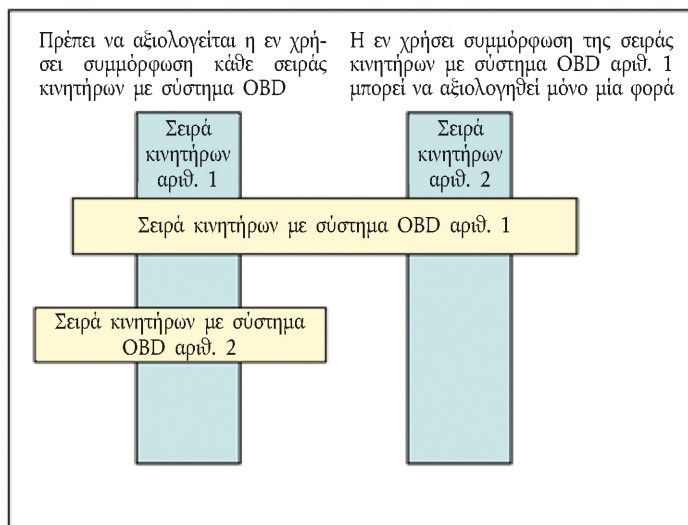 Πρέπει να αξιολογείται η εν χρή-
σει συμμόρφωση κάθε σειράς
κινητήρων με σύστημα OBD
Η εν χρήσει συμμόρφωση της σειράς
κινητήρων με σύστημα OBD αριθ. 1
μπορεί να αξιολογηθεί μόνο μία φορά
Σειρά
κινητήρων
αριθ. 1
Σειρά
κινητήρων
αριθ. 2
Σειρά κινητήρων με σύστημα OBD αριθ. 1
Σειρά κινητήρων με σύστημα
OBD αριθ. 2